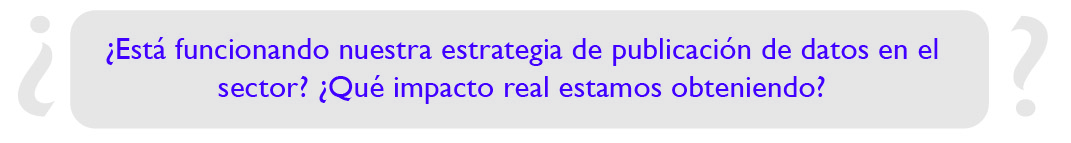 ¿Está funcionando nuestra estrategia de publicación de datos en el
sector? ¿Qué impacto real estamos obteniendo?